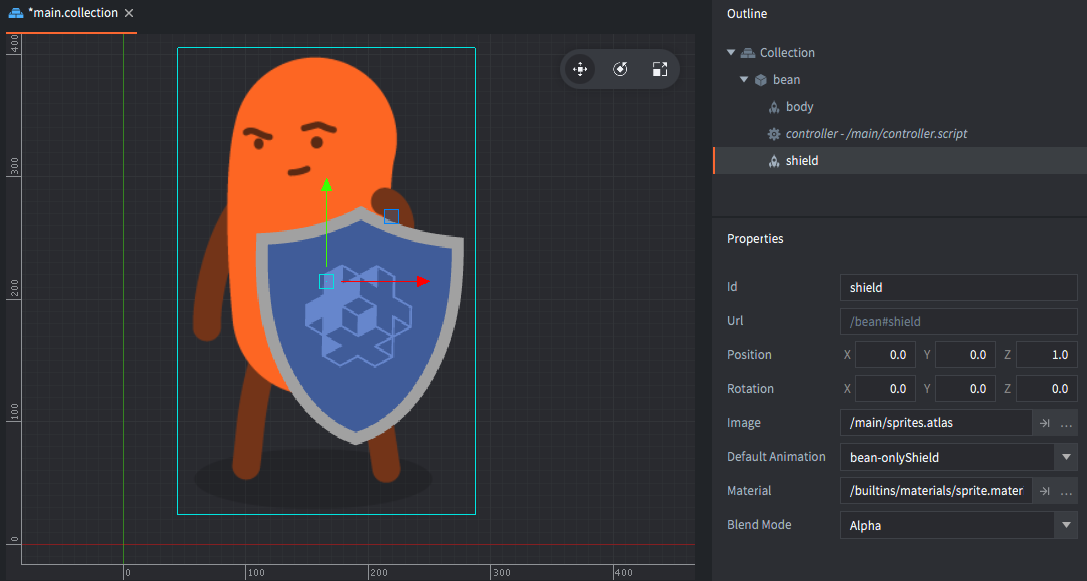 *main.collection
Outline
Collection
bean
body
controller - /main/controller.script
shield
Properties
Id shield
Url /bean#shield
Position X 0.0 Y 0.0 Z 1.0
Rotation X 0.0 Y 0.0 Z 0.0
Image /main/sprites.atlas ...
Default Animation bean-onlyShield
Material /builtins/materials/sprite.mater ...
Blend Mode Alpha
400
300
200
100
0
0 100 200 300 400